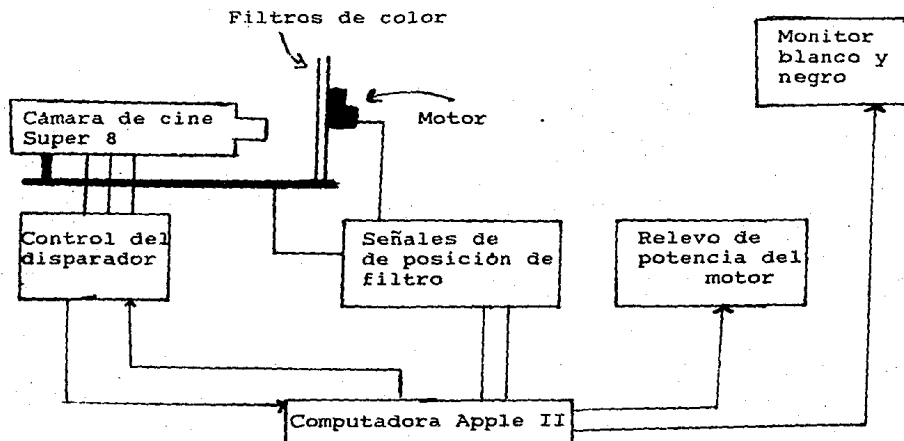 Filtros de color
Monitor
blanco y
negro
Cámara de cine
Super 8
Motor
Control del
disparador
Señales de
de posición de
filtro
Relevo de
potencia del
motor
Computadora Apple II